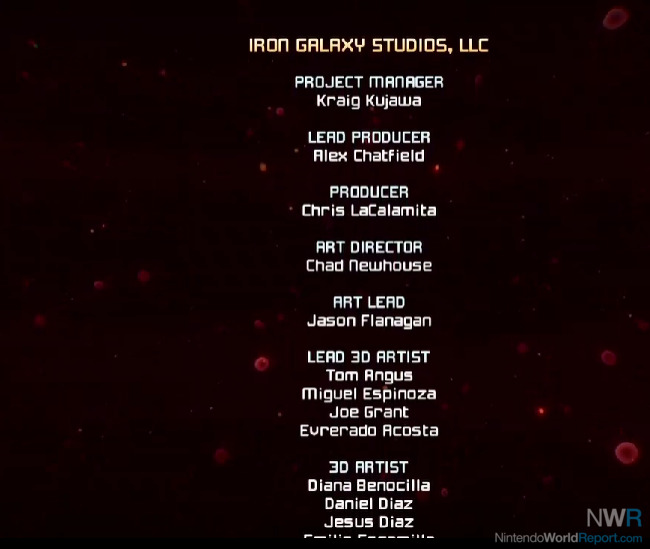 IRON GALAXY STUDIOS, LLC
PROJECT MANAGER
Kraig Kujawa
LEAD PRODUCER
Alex Chatfield
PRODUCER
Chris LaCalamita
ART DIRECTOR
Chad Newhouse
ART LEAD
Jason Flanagan
LEAD 3D ARTIST
Tom Angus
Miguel Espinoza
Joe Grant
Evrerado Acosta
3D ARTIST
Diana Benocilla
Daniel Diaz
Jesus Diaz
NWR
NintendoWorldReport.com